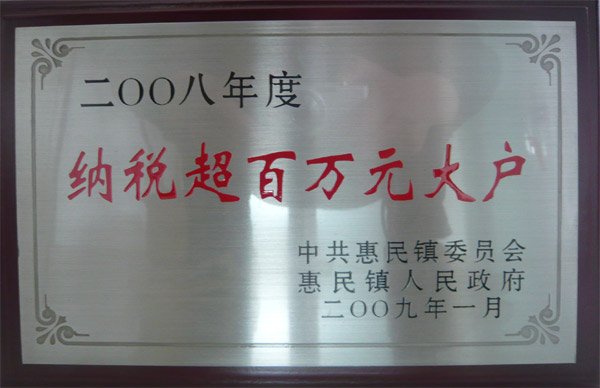 二〇〇八年度
纳税超百万元大户
中共惠民镇委员会
惠民镇人民政府
二〇〇九年一月